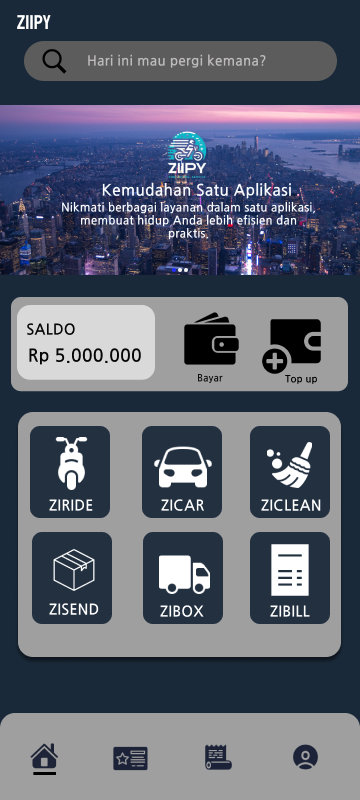 ZIIPY
Hari ini mau pergi kemana?
ZIIPY
Kemudahan Satu Aplikasi .
Nikmati berbagai layanan dalam satu aplikasi,
membuat hidup Anda lebih efisien dan
praktis.
SALDO
Rp 5.000.000
Bayar
Top up
ZIRIDE
ZICAR
ZICLEAN
ZISEND
ZIBOX
ZIBILL